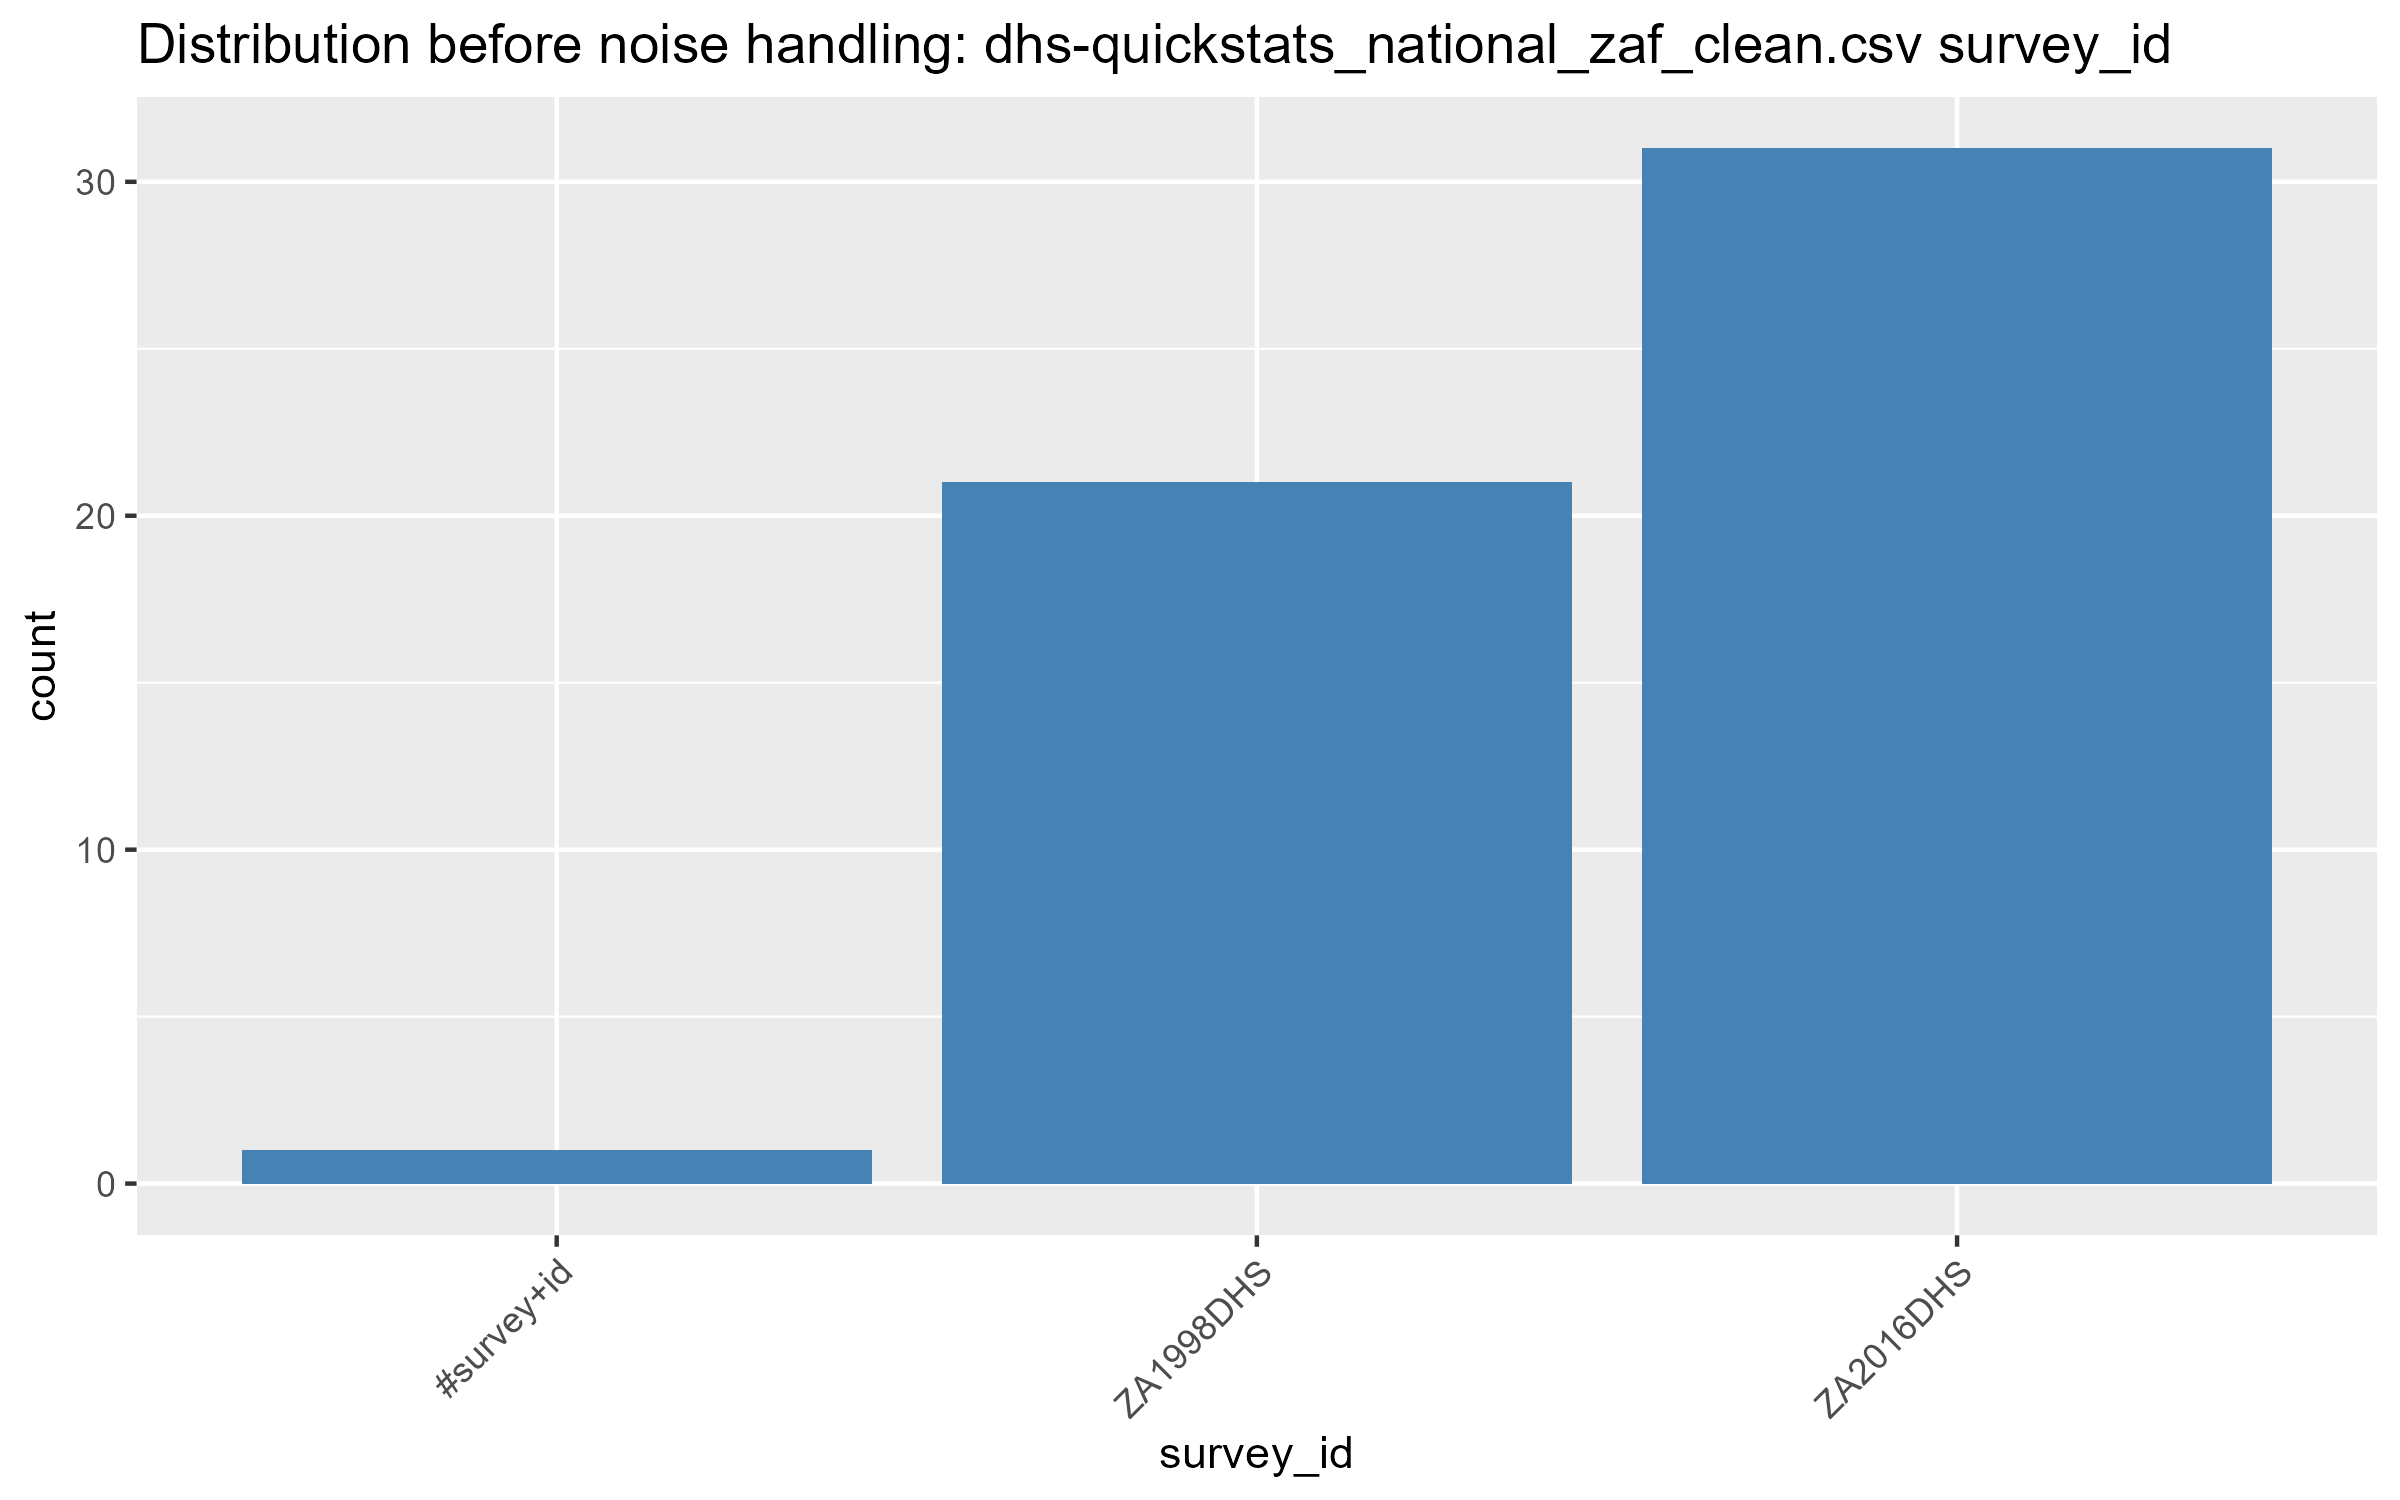 Distribution before noise handling: dhs-quickstats_national_zaf_clean.csv survey_id
count
30
20
10
0
#survey+id
ZA1998DHS
ZA2016DHS
survey_id